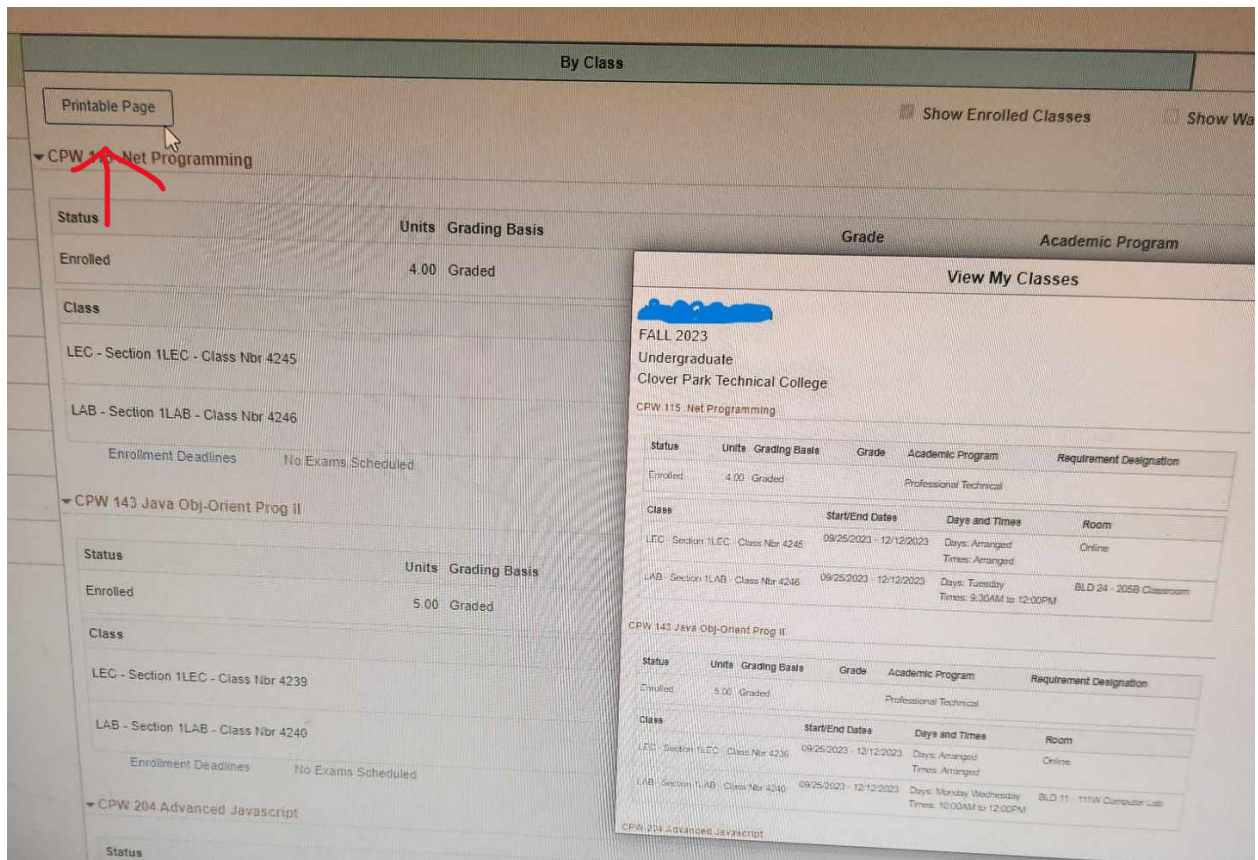 By Class
Printable Page
Show Enrolled Classes
Show Wa
CPW 115 .Net Programming
Status Units Grading Basis Grade Academic Program
Enrolled 4.00 Graded
Class
LEC - Section 1LEC - Class Nbr 4245
LAB - Section 1LAB - Class Nbr 4246
Enrollment Deadlines No Exams Scheduled
CPW 143 Java Obj-Orient Prog II
Status Units Grading Basis
Enrolled 5.00 Graded
Class
LEC - Section 1LEC - Class Nbr 4239
LAB - Section 1LAB - Class Nbr 4240
Enrollment Deadlines No Exams Scheduled
CPW 204 Advanced Javascript
Status
View My Classes
FALL 2023
Undergraduate
Clover Park Technical College
CPW 115 .Net Programming
Status Units Grading Basis Grade Academic Program Requirement Designation
Enrolled 4.00 Graded Professional Technical
Class Start/End Dates Days and Times Room
LEC - Section 1LEC - Class Nbr 4245 09/25/2023 - 12/12/2023 Days: Arranged Online
Times: Arranged
LAB - Section 1LAB - Class Nbr 4246 09/25/2023 - 12/12/2023 Days: Tuesday BLD 24 - 205B Classroom
Times: 9:30AM to 12:00PM
CPW 143 Java Obj-Orient Prog II
Status Units Grading Basis Grade Academic Program Requirement Designation
Enrolled 5.00 Graded Professional Technical
Class Start/End Dates Days and Times Room
LEC - Section 1LEC - Class Nbr 4239 09/25/2023 - 12/12/2023 Days: Arranged Online
Times: Arranged
LAB - Section 1LAB - Class Nbr 4240 09/25/2023 - 12/12/2023 Days: Monday Wednesday BLD 11 - 111W Computer Lab
Times: 10:00AM to 12:00PM
CPW 204 Advanced Javascript